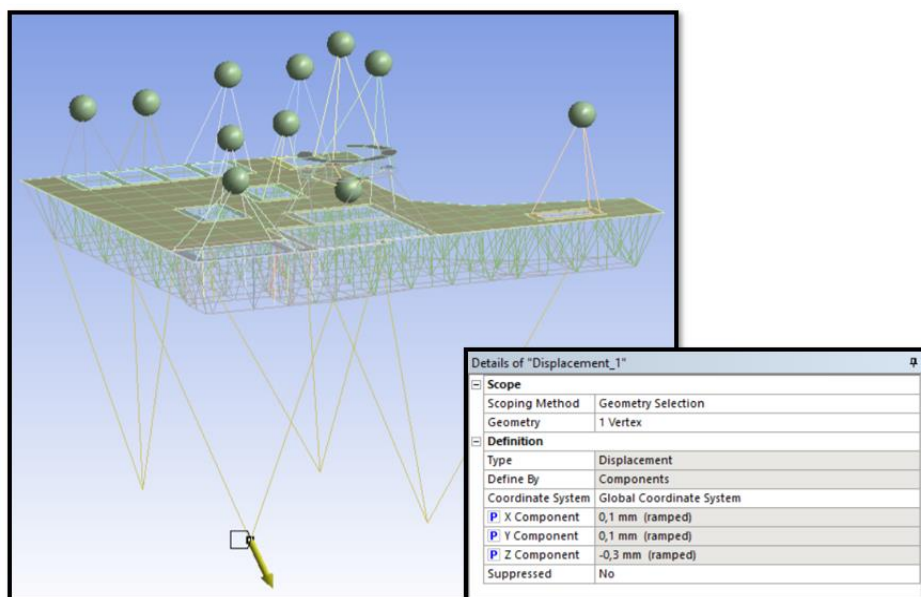 Details of "Displacement_1"
Scope
Scoping Method Geometry Selection
Geometry 1 Vertex
Definition
Type Displacement
Define By Components
Coordinate System Global Coordinate System
P X Component 0,1 mm (ramped)
P Y Component 0,1 mm (ramped)
P Z Component -0,3 mm (ramped)
Suppressed No